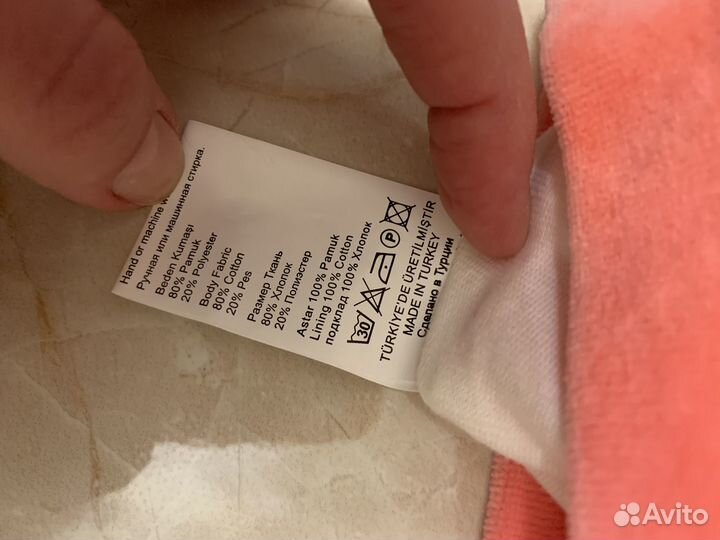 Hand or machine
Ручная или машинная стирка.
Beden Kumaşı
80% Pamuk
20% Polyester
Body Fabric
80% Cotton
20% Pes
Размер Ткань
80% Хлопок
20% Полиэстер
Astar 100% Pamuk
Lining 100% Cotton
подклад 100% Хлопок
30 P
TÜRKİYE'DE ÜRETİLMİŞTİR
MADE IN TURKEY
Сделано в Турции
Avito